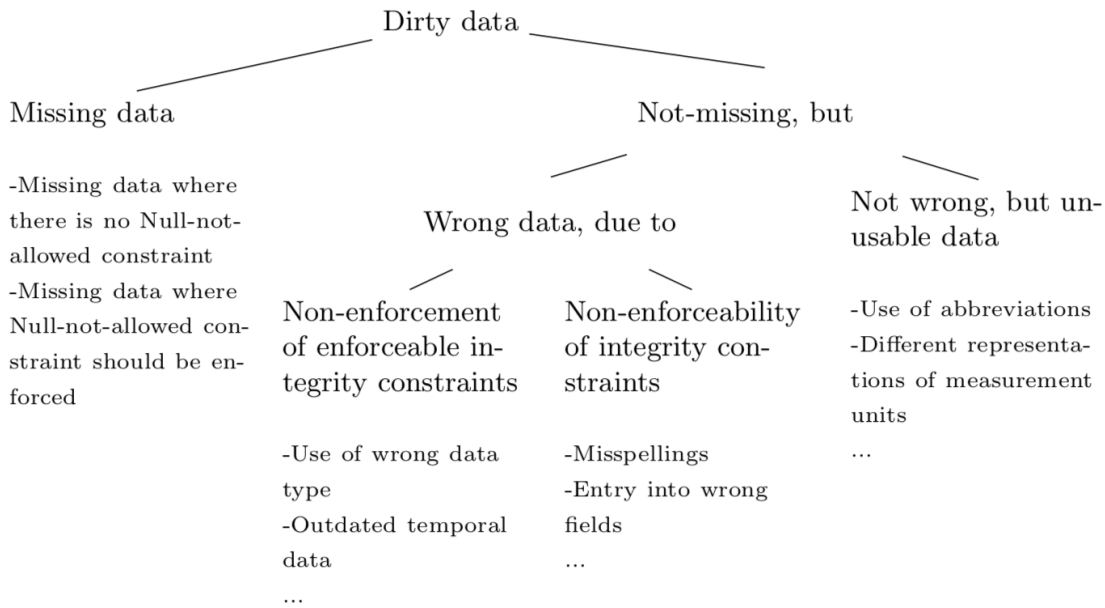 Dirty data
Missing data
Not-missing, but
-Missing data where
there is no Null-not-
allowed constraint
-Missing data where
Null-not-allowed con-
straint should be en-
forced
Wrong data, due to
Not wrong, but un-
usable data
Non-enforcement
of enforceable in-
tegrity constraints
-Use of wrong data
type
-Outdated temporal
data
...
Non-enforceability
of integrity con-
straints
-Misspellings
-Entry into wrong
fields
...
-Use of abbreviations
-Different representa-
tions of measurement
units
...